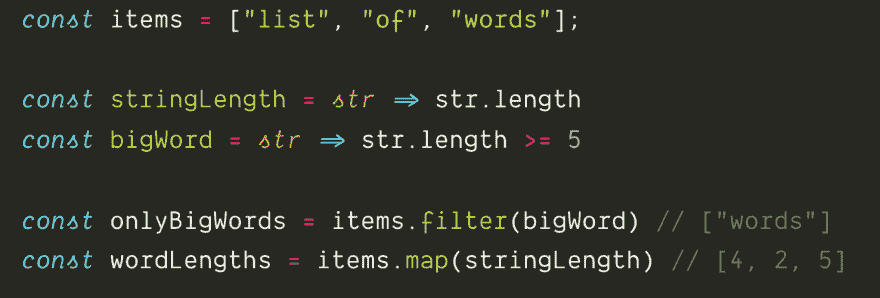 const items = ["list", "of", "words"];
const stringLength = str => str.length
const bigWord = str => str.length >= 5
const onlyBigWords = items.filter(bigWord) // ["words"]
const wordLengths = items.map(stringLength) // [4, 2, 5]